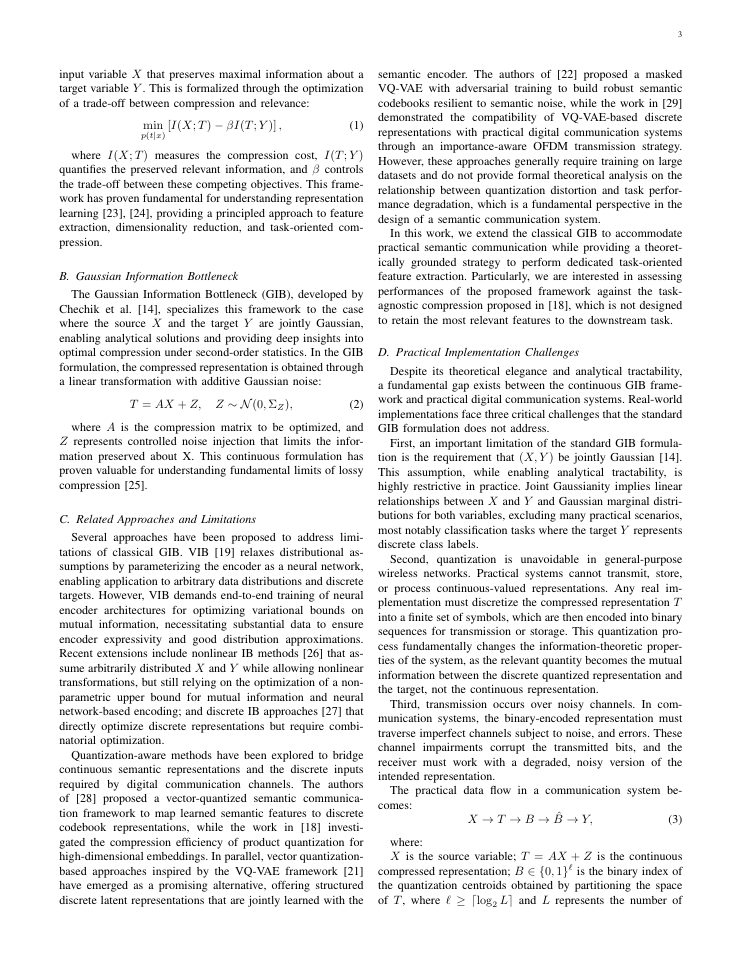 3
input variable X that preserves maximal information about a
target variable Y. This is formalized through the optimization
of a trade-off between compression and relevance:
min [I(X; T) − βI(T; Y)] , (1)
p(t|x)
where I(X; T) measures the compression cost, I(T; Y)
quantifies the preserved relevant information, and β controls
the trade-off between these competing objectives. This frame-
work has proven fundamental for understanding representation
learning [23], [24], providing a principled approach to feature
extraction, dimensionality reduction, and task-oriented com-
pression.
B. Gaussian Information Bottleneck
The Gaussian Information Bottleneck (GIB), developed by
Chechik et al. [14], specializes this framework to the case
where the source X and the target Y are jointly Gaussian,
enabling analytical solutions and providing deep insights into
optimal compression under second-order statistics. In the GIB
formulation, the compressed representation is obtained through
a linear transformation with additive Gaussian noise:
T = AX + Z, Z ∼ N(0, Σ_Z), (2)
where A is the compression matrix to be optimized, and
Z represents controlled noise injection that limits the infor-
mation preserved about X. This continuous formulation has
proven valuable for understanding fundamental limits of lossy
compression [25].
C. Related Approaches and Limitations
Several approaches have been proposed to address limi-
tations of classical GIB. VIB [19] relaxes distributional as-
sumptions by parameterizing the encoder as a neural network,
enabling application to arbitrary data distributions and discrete
targets. However, VIB demands end-to-end training of neural
encoder architectures for optimizing variational bounds on
mutual information, necessitating substantial data to ensure
encoder expressivity and good distribution approximations.
Recent extensions include nonlinear IB methods [26] that as-
sume arbitrarily distributed X and Y while allowing nonlinear
transformations, but still relying on the optimization of a non-
parametric upper bound for mutual information and neural
network-based encoding; and discrete IB approaches [27] that
directly optimize discrete representations but require combi-
natorial optimization.
Quantization-aware methods have been explored to bridge
continuous semantic representations and the discrete inputs
required by digital communication channels. The authors
of [28] proposed a vector-quantized semantic communica-
tion framework to map learned semantic features to discrete
codebook representations, while the work in [18] investi-
gated the compression efficiency of product quantization for
high-dimensional embeddings. In parallel, vector quantization-
based approaches inspired by the VQ-VAE framework [21]
have emerged as a promising alternative, offering structured
discrete latent representations that are jointly learned with the
semantic encoder. The authors of [22] proposed a masked
VQ-VAE with adversarial training to build robust semantic
codebooks resilient to semantic noise, while the work in [29]
demonstrated the compatibility of VQ-VAE-based discrete
representations with practical digital communication systems
through an importance-aware OFDM transmission strategy.
However, these approaches generally require training on large
datasets and do not provide formal theoretical analysis on the
relationship between quantization distortion and task perfor-
mance degradation, which is a fundamental perspective in the
design of a semantic communication system.
In this work, we extend the classical GIB to accommodate
practical semantic communication while providing a theoret-
ically grounded strategy to perform dedicated task-oriented
feature extraction. Particularly, we are interested in assessing
performances of the proposed framework against the task-
agnostic compression proposed in [18], which is not designed
to retain the most relevant features to the downstream task.
D. Practical Implementation Challenges
Despite its theoretical elegance and analytical tractability,
a fundamental gap exists between the continuous GIB frame-
work and practical digital communication systems. Real-world
implementations face three critical challenges that the standard
GIB formulation does not address.
First, an important limitation of the standard GIB formula-
tion is the requirement that (X, Y) be jointly Gaussian [14].
This assumption, while enabling analytical tractability, is
highly restrictive in practice. Joint Gaussianity implies linear
relationships between X and Y and Gaussian marginal distri-
butions for both variables, excluding many practical scenarios,
most notably classification tasks where the target Y represents
discrete class labels.
Second, quantization is unavoidable in general-purpose
wireless networks. Practical systems cannot transmit, store,
or process continuous-valued representations. Any real im-
plementation must discretize the compressed representation T
into a finite set of symbols, which are then encoded into binary
sequences for transmission or storage. This quantization pro-
cess fundamentally changes the information-theoretic proper-
ties of the system, as the relevant quantity becomes the mutual
information between the discrete quantized representation and
the target, not the continuous representation.
Third, transmission occurs over noisy channels. In com-
munication systems, the binary-encoded representation must
traverse imperfect channels subject to noise, and errors. These
channel impairments corrupt the transmitted bits, and the
receiver must work with a degraded, noisy version of the
intended representation.
The practical data flow in a communication system be-
comes:
X → T → B → B̂ → Y, (3)
where:
X is the source variable; T = AX + Z is the continuous
compressed representation; B ∈ {0, 1}^ℓ is the binary index of
the quantization centroids obtained by partitioning the space
of T, where ℓ ≥ ⌈log₂ L⌉ and L represents the number of